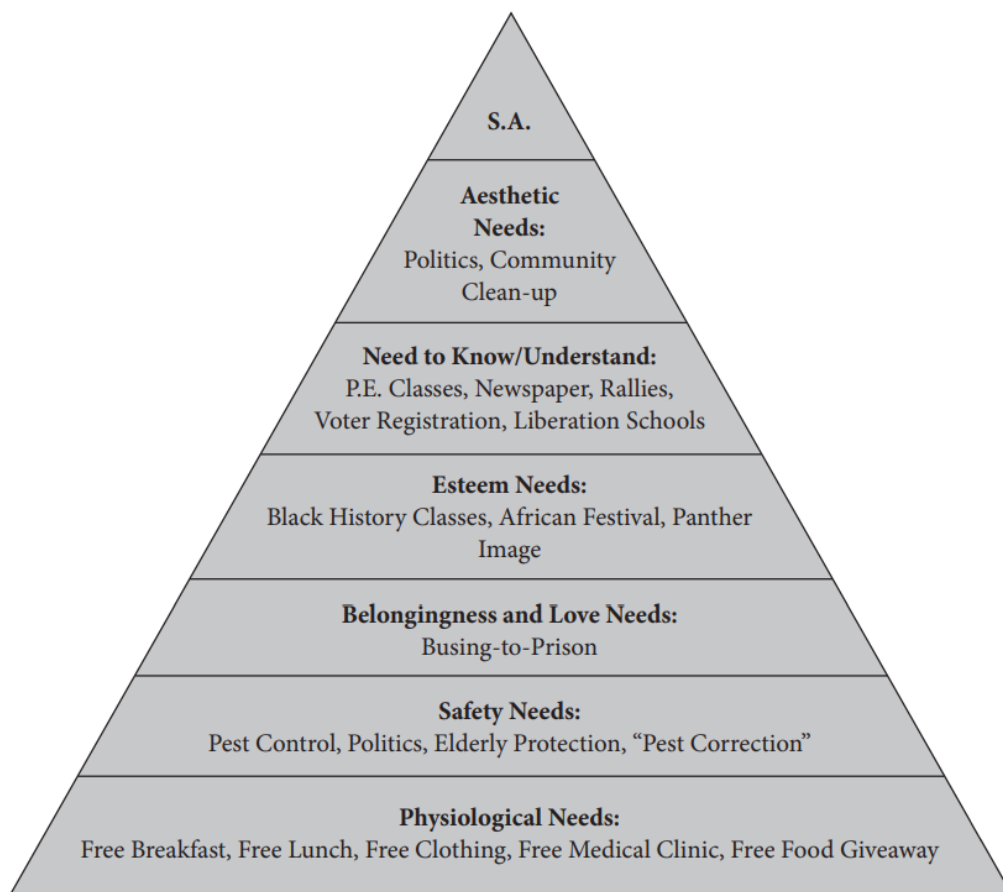 S.A.
Aesthetic
Needs:
Politics, Community
Clean-up
Need to Know/Understand:
P.E. Classes, Newspaper, Rallies,
Voter Registration, Liberation Schools
Esteem Needs:
Black History Classes, African Festival, Panther
Image
Belongingness and Love Needs:
Busing-to-Prison
Safety Needs:
Pest Control, Politics, Elderly Protection, “Pest Correction”
Physiological Needs:
Free Breakfast, Free Lunch, Free Clothing, Free Medical Clinic, Free Food Giveaway